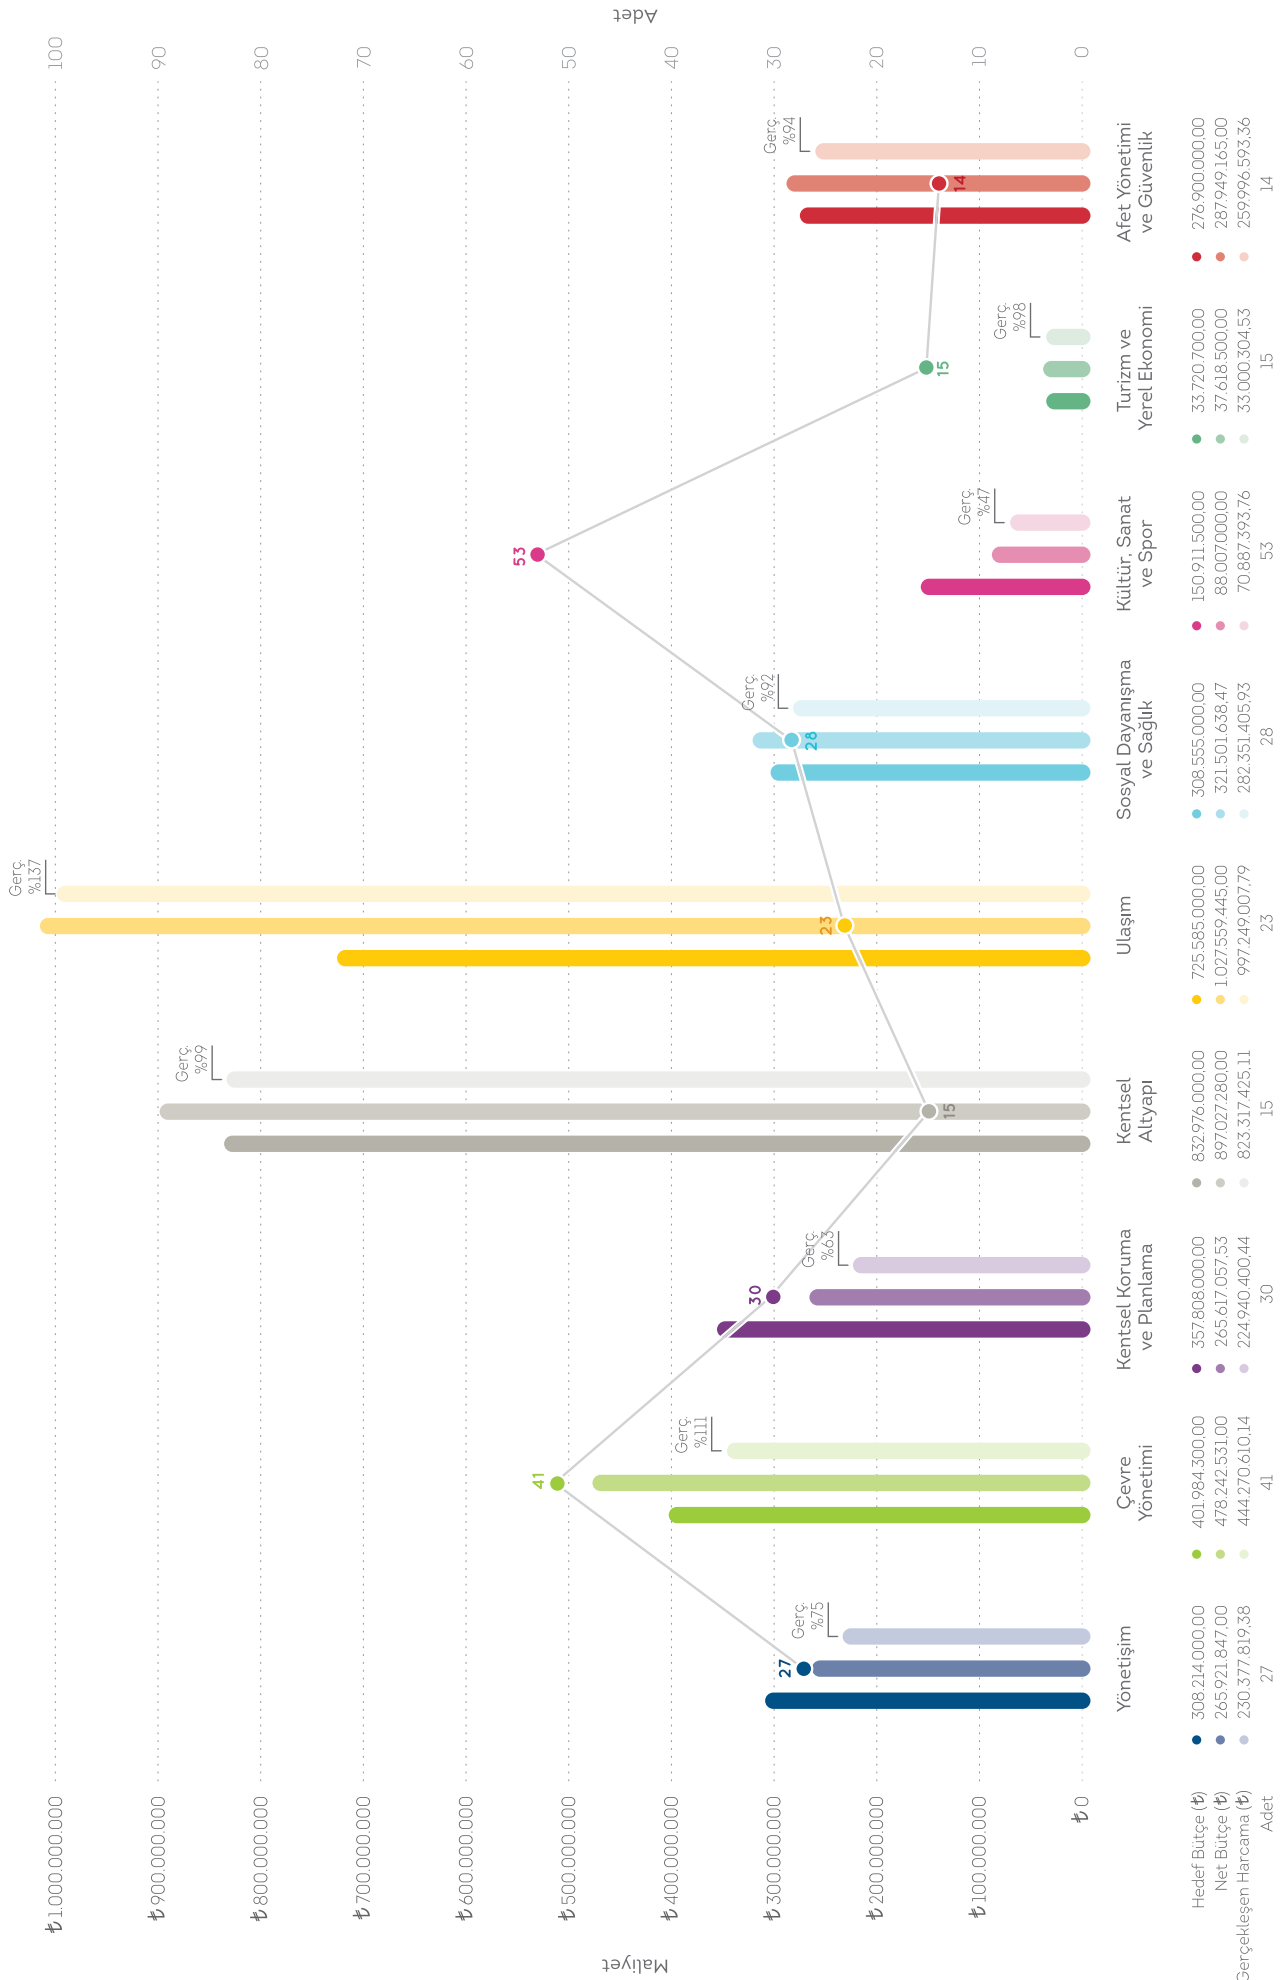 Maliyet
Adet
₺1.000.000.000
₺900.000.000
₺800.000.000
₺700.000.000
₺600.000.000
₺500.000.000
₺400.000.000
₺300.000.000
₺200.000.000
₺100.000.000
₺ 0
100
90
80
70
60
50
40
30
20
10
0
27
Gerç.
%75
41
Gerç.
%111
30
Gerç.
%63
15
Gerç.
%99
23
Gerç.
%137
28
Gerç.
%92
53
Gerç.
%47
15
Gerç.
%98
14
Gerç.
%94
Yönetişim
Çevre
Yönetimi
Kentsel Koruma
ve Planlama
Kentsel
Altyapı
Ulaşım
Sosyal Dayanışma
ve Sağlık
Kültür, Sanat
ve Spor
Turizm ve
Yerel Ekonomi
Afet Yönetimi
ve Güvenlik
Hedef Bütçe (₺) 308.214.000,00 401.984.300,00 357.808.000,00 832.976.000,00 725.585.000,00 308.555.000,00 150.911.500,00 33.720.700,00 276.900.000,00
Net Bütçe (₺) 265.921.847,00 478.242.531,00 265.617.057,53 897.027.280,00 1.027.559.445,00 321.501.638,47 88.007.000,00 37.618.500,00 287.949.165,00
Gerçekleşen Harcama (₺) 230.377.819,38 444.270.610,14 224.940.400,44 823.317.425,11 997.249.007,79 282.351.405,93 70.887.393,76 33.000.304,53 259.996.593,36
Adet 27 41 30 15 23 28 53 15 14